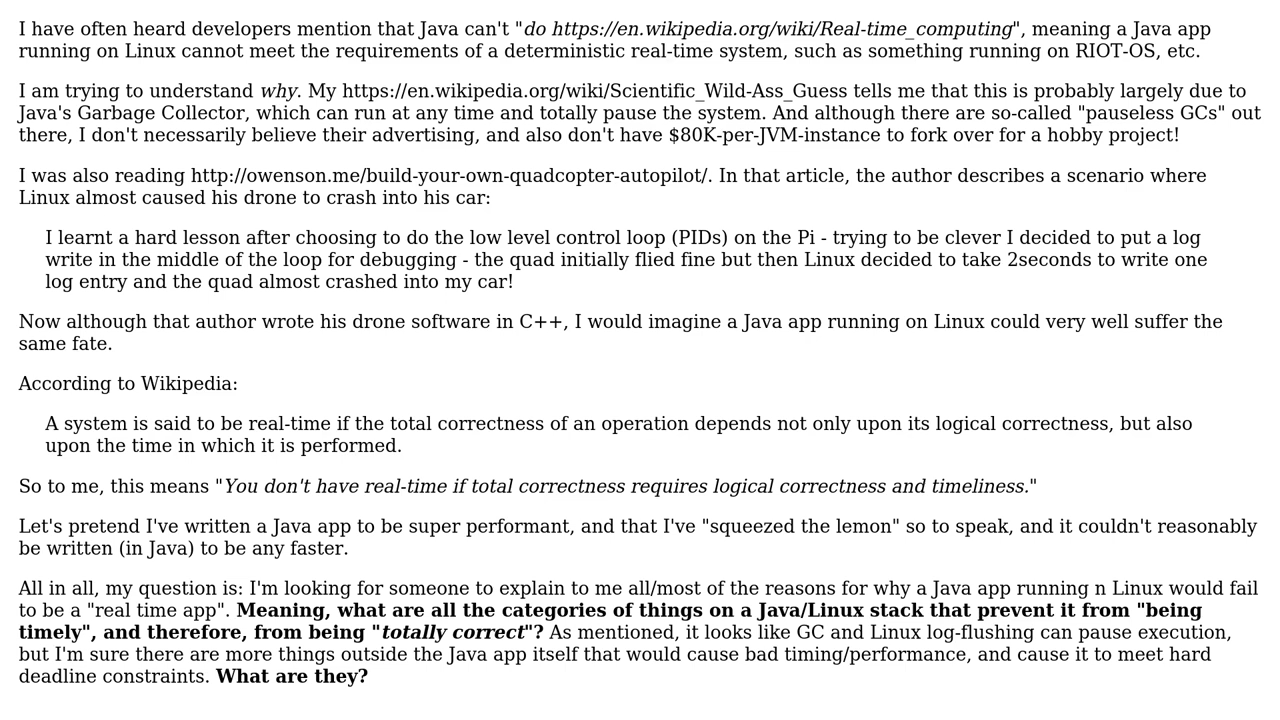 I have often heard developers mention that Java can't "do https://en.wikipedia.org/wiki/Real-time_computing", meaning a Java app
running on Linux cannot meet the requirements of a deterministic real-time system, such as something running on RIOT-OS, etc.
I am trying to understand why. My https://en.wikipedia.org/wiki/Scientific_Wild-Ass_Guess tells me that this is probably largely due to
Java's Garbage Collector, which can run at any time and totally pause the system. And although there are so-called "pauseless GCs" out
there, I don't necessarily believe their advertising, and also don't have $80K-per-JVM-instance to fork over for a hobby project!
I was also reading http://owenson.me/build-your-own-quadcopter-autopilot/. In that article, the author describes a scenario where
Linux almost caused his drone to crash into his car:
I learnt a hard lesson after choosing to do the low level control loop (PIDs) on the Pi - trying to be clever I decided to put a log
write in the middle of the loop for debugging - the quad initially flied fine but then Linux decided to take 2seconds to write one
log entry and the quad almost crashed into my car!
Now although that author wrote his drone software in C++, I would imagine a Java app running on Linux could very well suffer the
same fate.
According to Wikipedia:
A system is said to be real-time if the total correctness of an operation depends not only upon its logical correctness, but also
upon the time in which it is performed.
So to me, this means "You don't have real-time if total correctness requires logical correctness and timeliness."
Let's pretend I've written a Java app to be super performant, and that I've "squeezed the lemon" so to speak, and it couldn't reasonably
be written (in Java) to be any faster.
All in all, my question is: I'm looking for someone to explain to me all/most of the reasons for why a Java app running n Linux would fail
to be a "real time app". Meaning, what are all the categories of things on a Java/Linux stack that prevent it from "being
timely", and therefore, from being "totally correct"? As mentioned, it looks like GC and Linux log-flushing can pause execution,
but I'm sure there are more things outside the Java app itself that would cause bad timing/performance, and cause it to meet hard
deadline constraints. What are they?